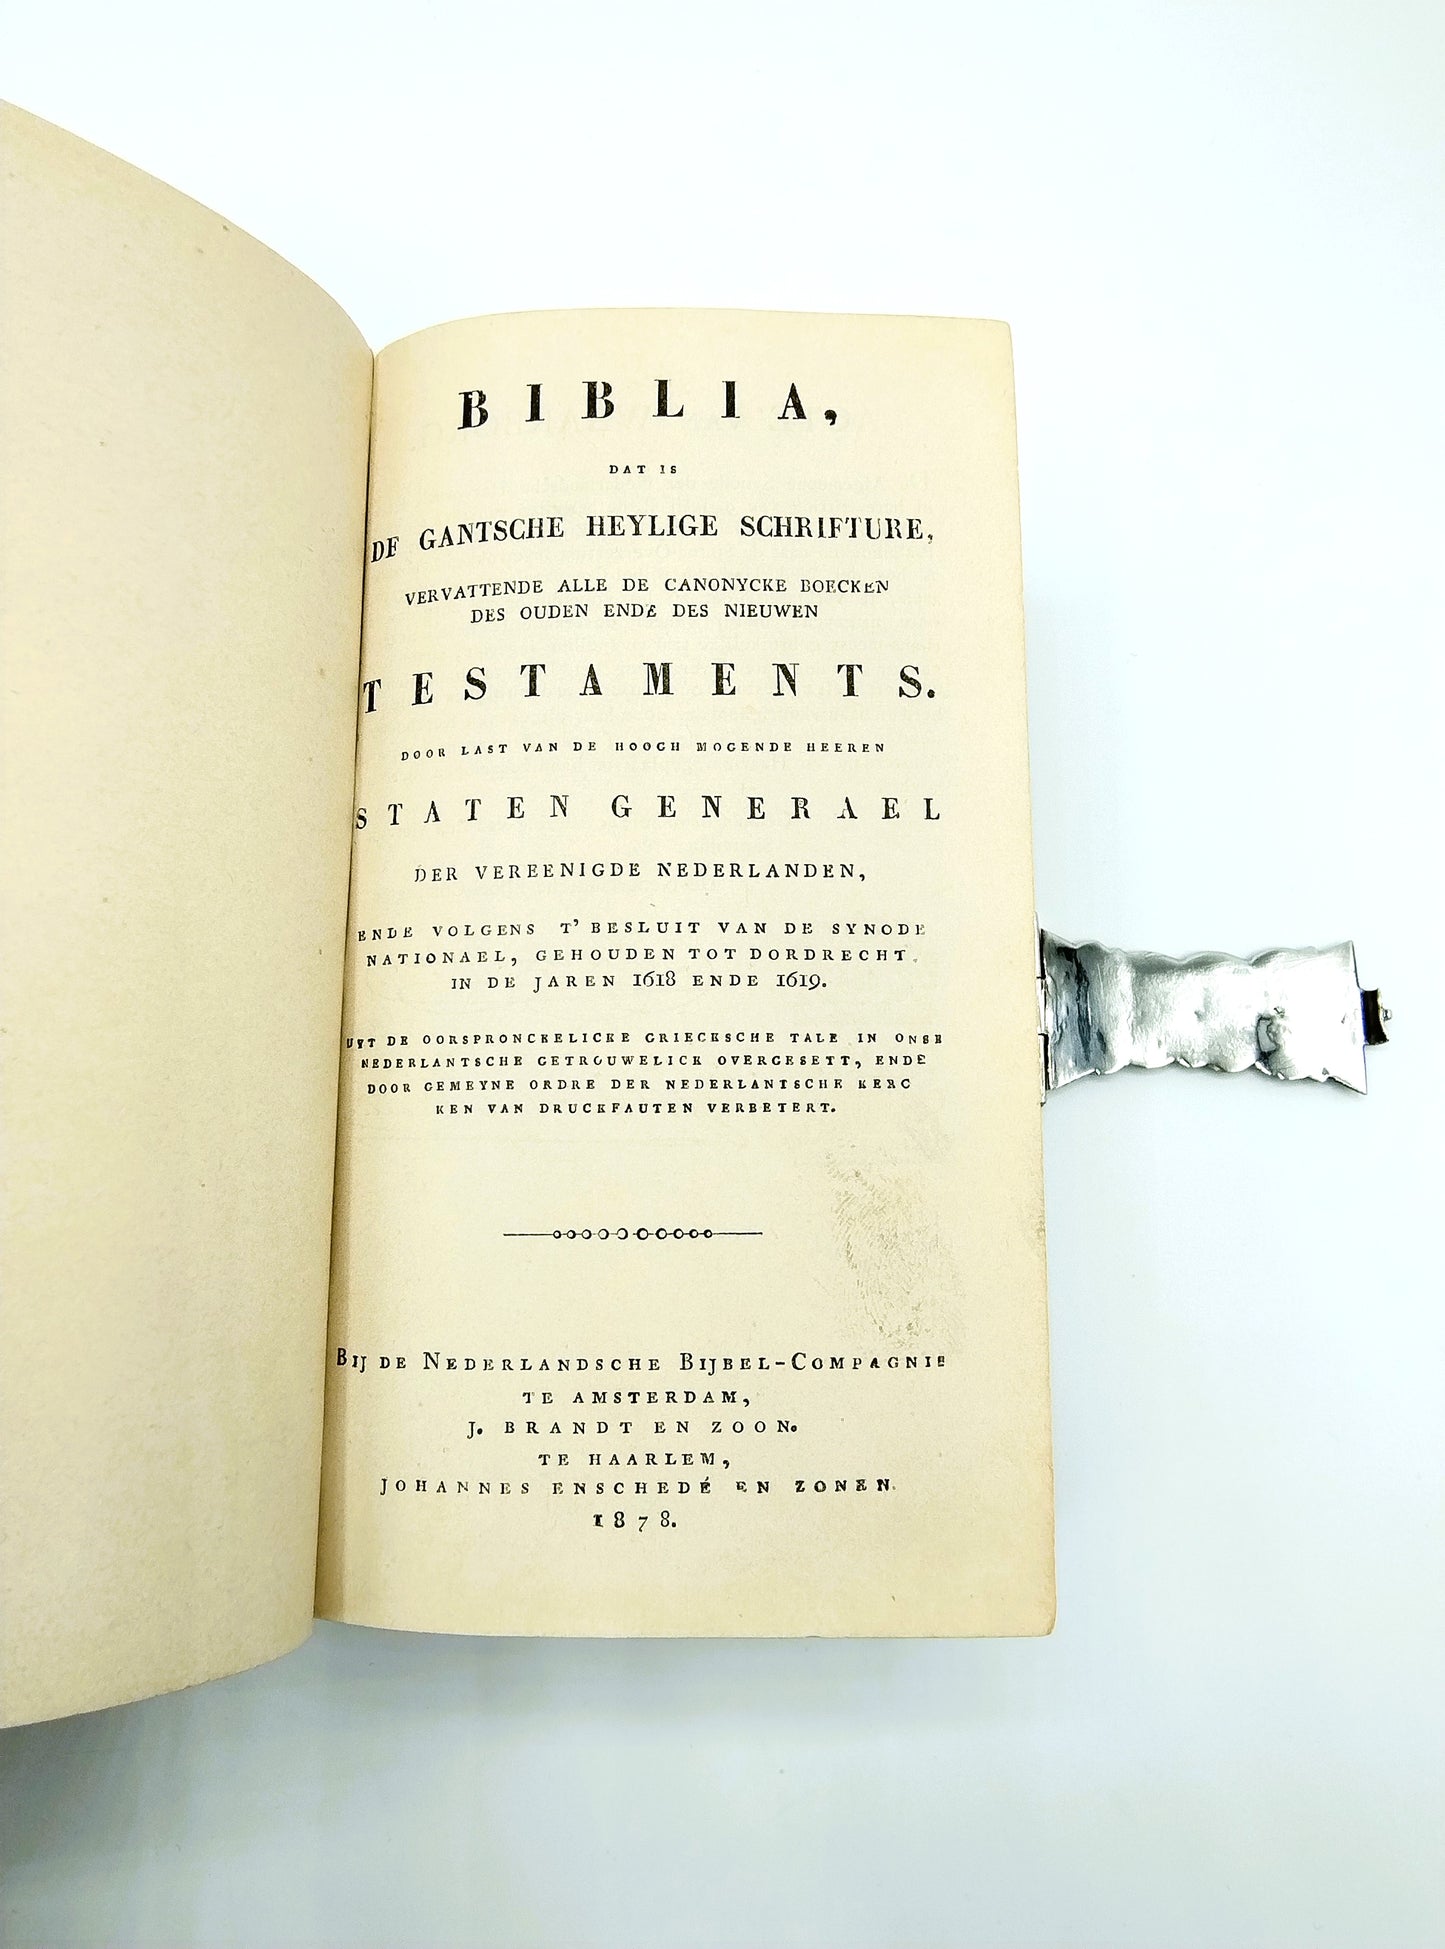 BIBLIA,
DAT IS
DE GANTSCHE HEYLIGE SCHRIFTURE,
VERVATTENDE ALLE DE CANONYCKE BOECKEN
DES OUDEN ENDE DES NIEUWEN
TESTAMENTS.
DOOR LAST VAN DE HOOGH MOGENDE HEEREN
STATEN GENERAEL
DER VEREENIGDE NEDERLANDEN,
ENDE VOLGENS T' BESLUIT VAN DE SYNODE
NATIONAEL, GEHOUDEN TOT DORDRECHT,
IN DE JAREN 1618 ENDE 1619.
UYT DE OORSPRONCKELICKE GRIECKSCHE TALE IN ONSE
NEDERLANTSCHE GETROUWELICK OVERGESETT, ENDE
DOOR GEMEYNE ORDRE DER NEDERLANTSCHE KERC
KEN VAN DRUCKFAUTEN VERBETERT.
BIJ DE NEDERLANDSCHE BIJBEL-COMPAGNIE
TE AMSTERDAM,
J. BRANDT EN ZOON.
TE HAARLEM,
JOHANNES ENSCHEDÉ EN ZONEN.
1878.